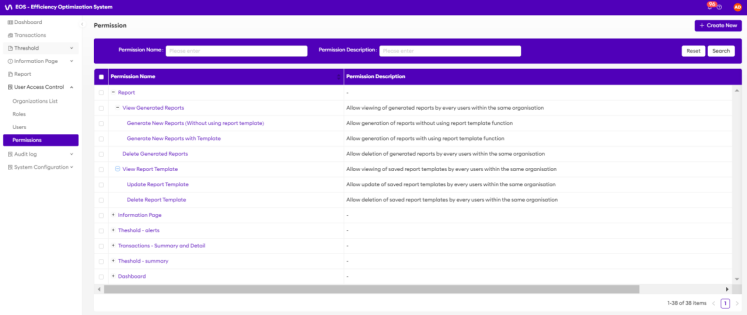 EOS - Efficiency Optimization System
AD
Dashboard
Transactions
Threshold
Information Page
Report
User Access Control
Organizations List
Roles
Users
Permissions
Audit log
System Configuration
Permission
+ Create New
Permission Name:
Please enter
Permission Description:
Please enter
Reset
Search
Permission Name
Permission Description
Report
-
View Generated Reports
Allow viewing of generated reports by every users within the same organisation
Generate New Reports (Without using report template)
Allow generation of reports without using report template function
Generate New Reports with Template
Allow generation of reports with using report template function
Delete Generated Reports
Allow deletion of generated reports by every users within the same organisation
View Report Template
Allow viewing of saved report templates by every users within the same organisation
Update Report Template
Allow update of saved report templates by every users within the same organisation
Delete Report Template
Allow deletion of saved report templates by every users within the same organisation
Information Page
-
Theshold - alerts
-
Transactions - Summary and Detail
-
Theshold - summary
-
Dashboard
-
1-38 of 38 items
1